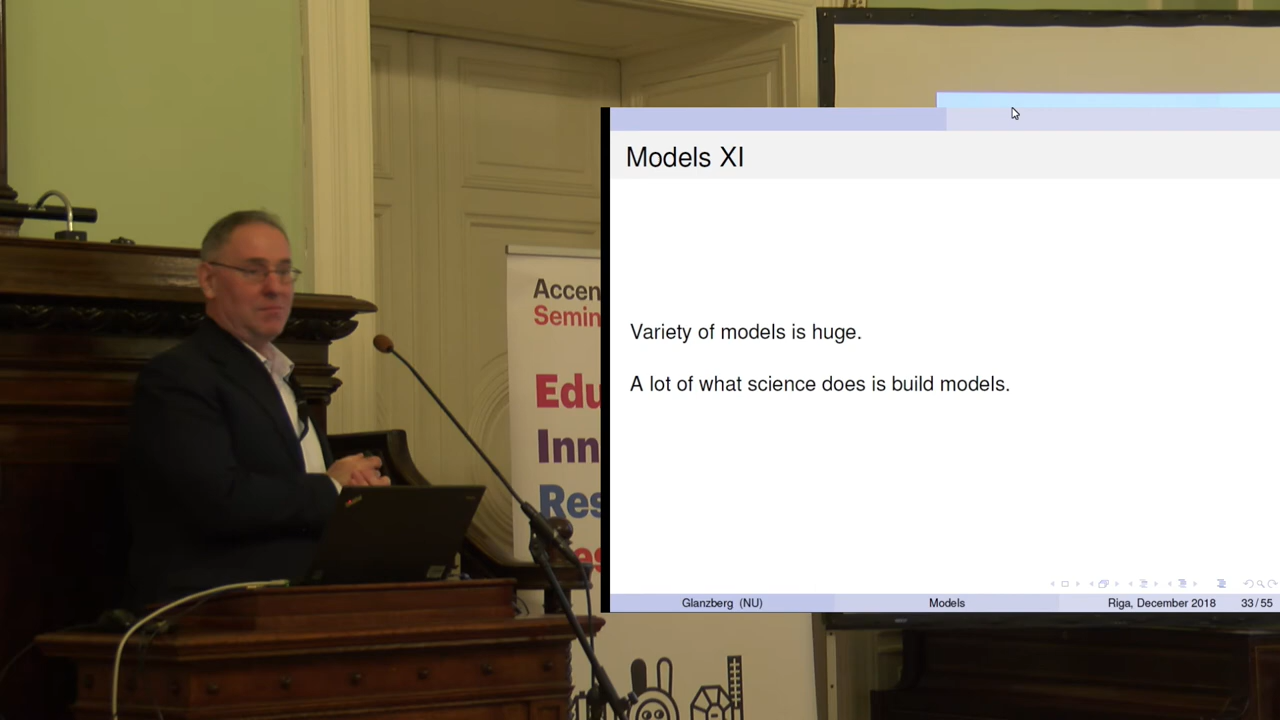 Accen
Semin
Edu
Inn
Res
es
Models XI
Variety of models is huge.
A lot of what science does is build models.
Glanzberg (NU) Models Riga, December 2018 33/55